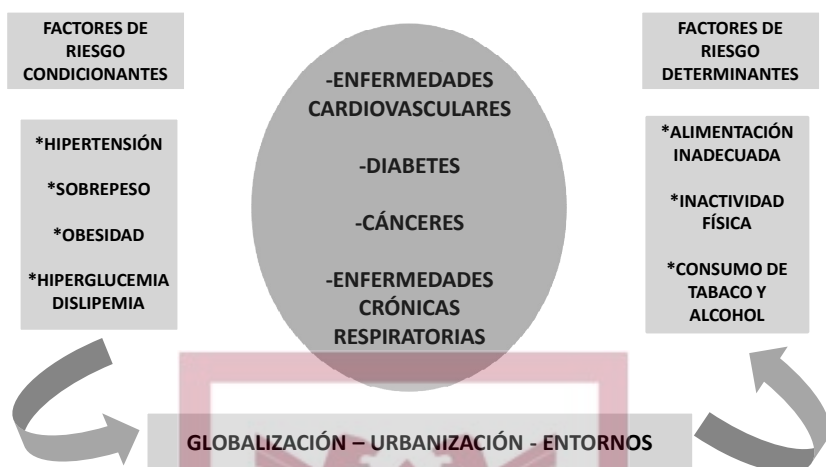 FACTORES DE
RIESGO
CONDICIONANTES
*HIPERTENSIÓN
*SOBREPESO
*OBESIDAD
*HIPERGLUCEMIA
DISLIPEMIA
-ENFERMEDADES
CARDIOVASCULARES
-DIABETES
-CÁNCERES
-ENFERMEDADES
CRÓNICAS
RESPIRATORIAS
FACTORES DE
RIESGO
DETERMINANTES
*ALIMENTACIÓN
INADECUADA
*INACTIVIDAD
FÍSICA
*CONSUMO DE
TABACO Y
ALCOHOL
GLOBALIZACIÓN – URBANIZACIÓN - ENTORNOS